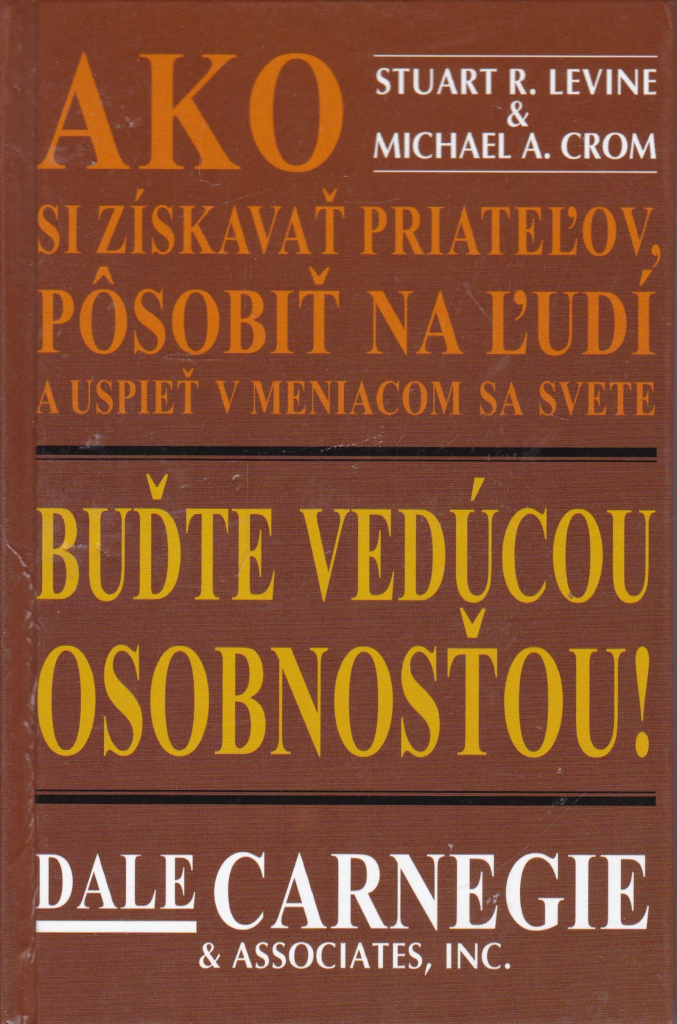 AKO
STUART R. LEVINE
&
MICHAEL A. CROM
SI ZÍSKAVAŤ PRIATEĽOV,
PÔSOBIŤ NA ĽUDÍ
A USPIEŤ V MENIACOM SA SVETE
BUĎTE VEDÚCOU
OSOBNOSŤOU!
DALE CARNEGIE
& ASSOCIATES, INC.